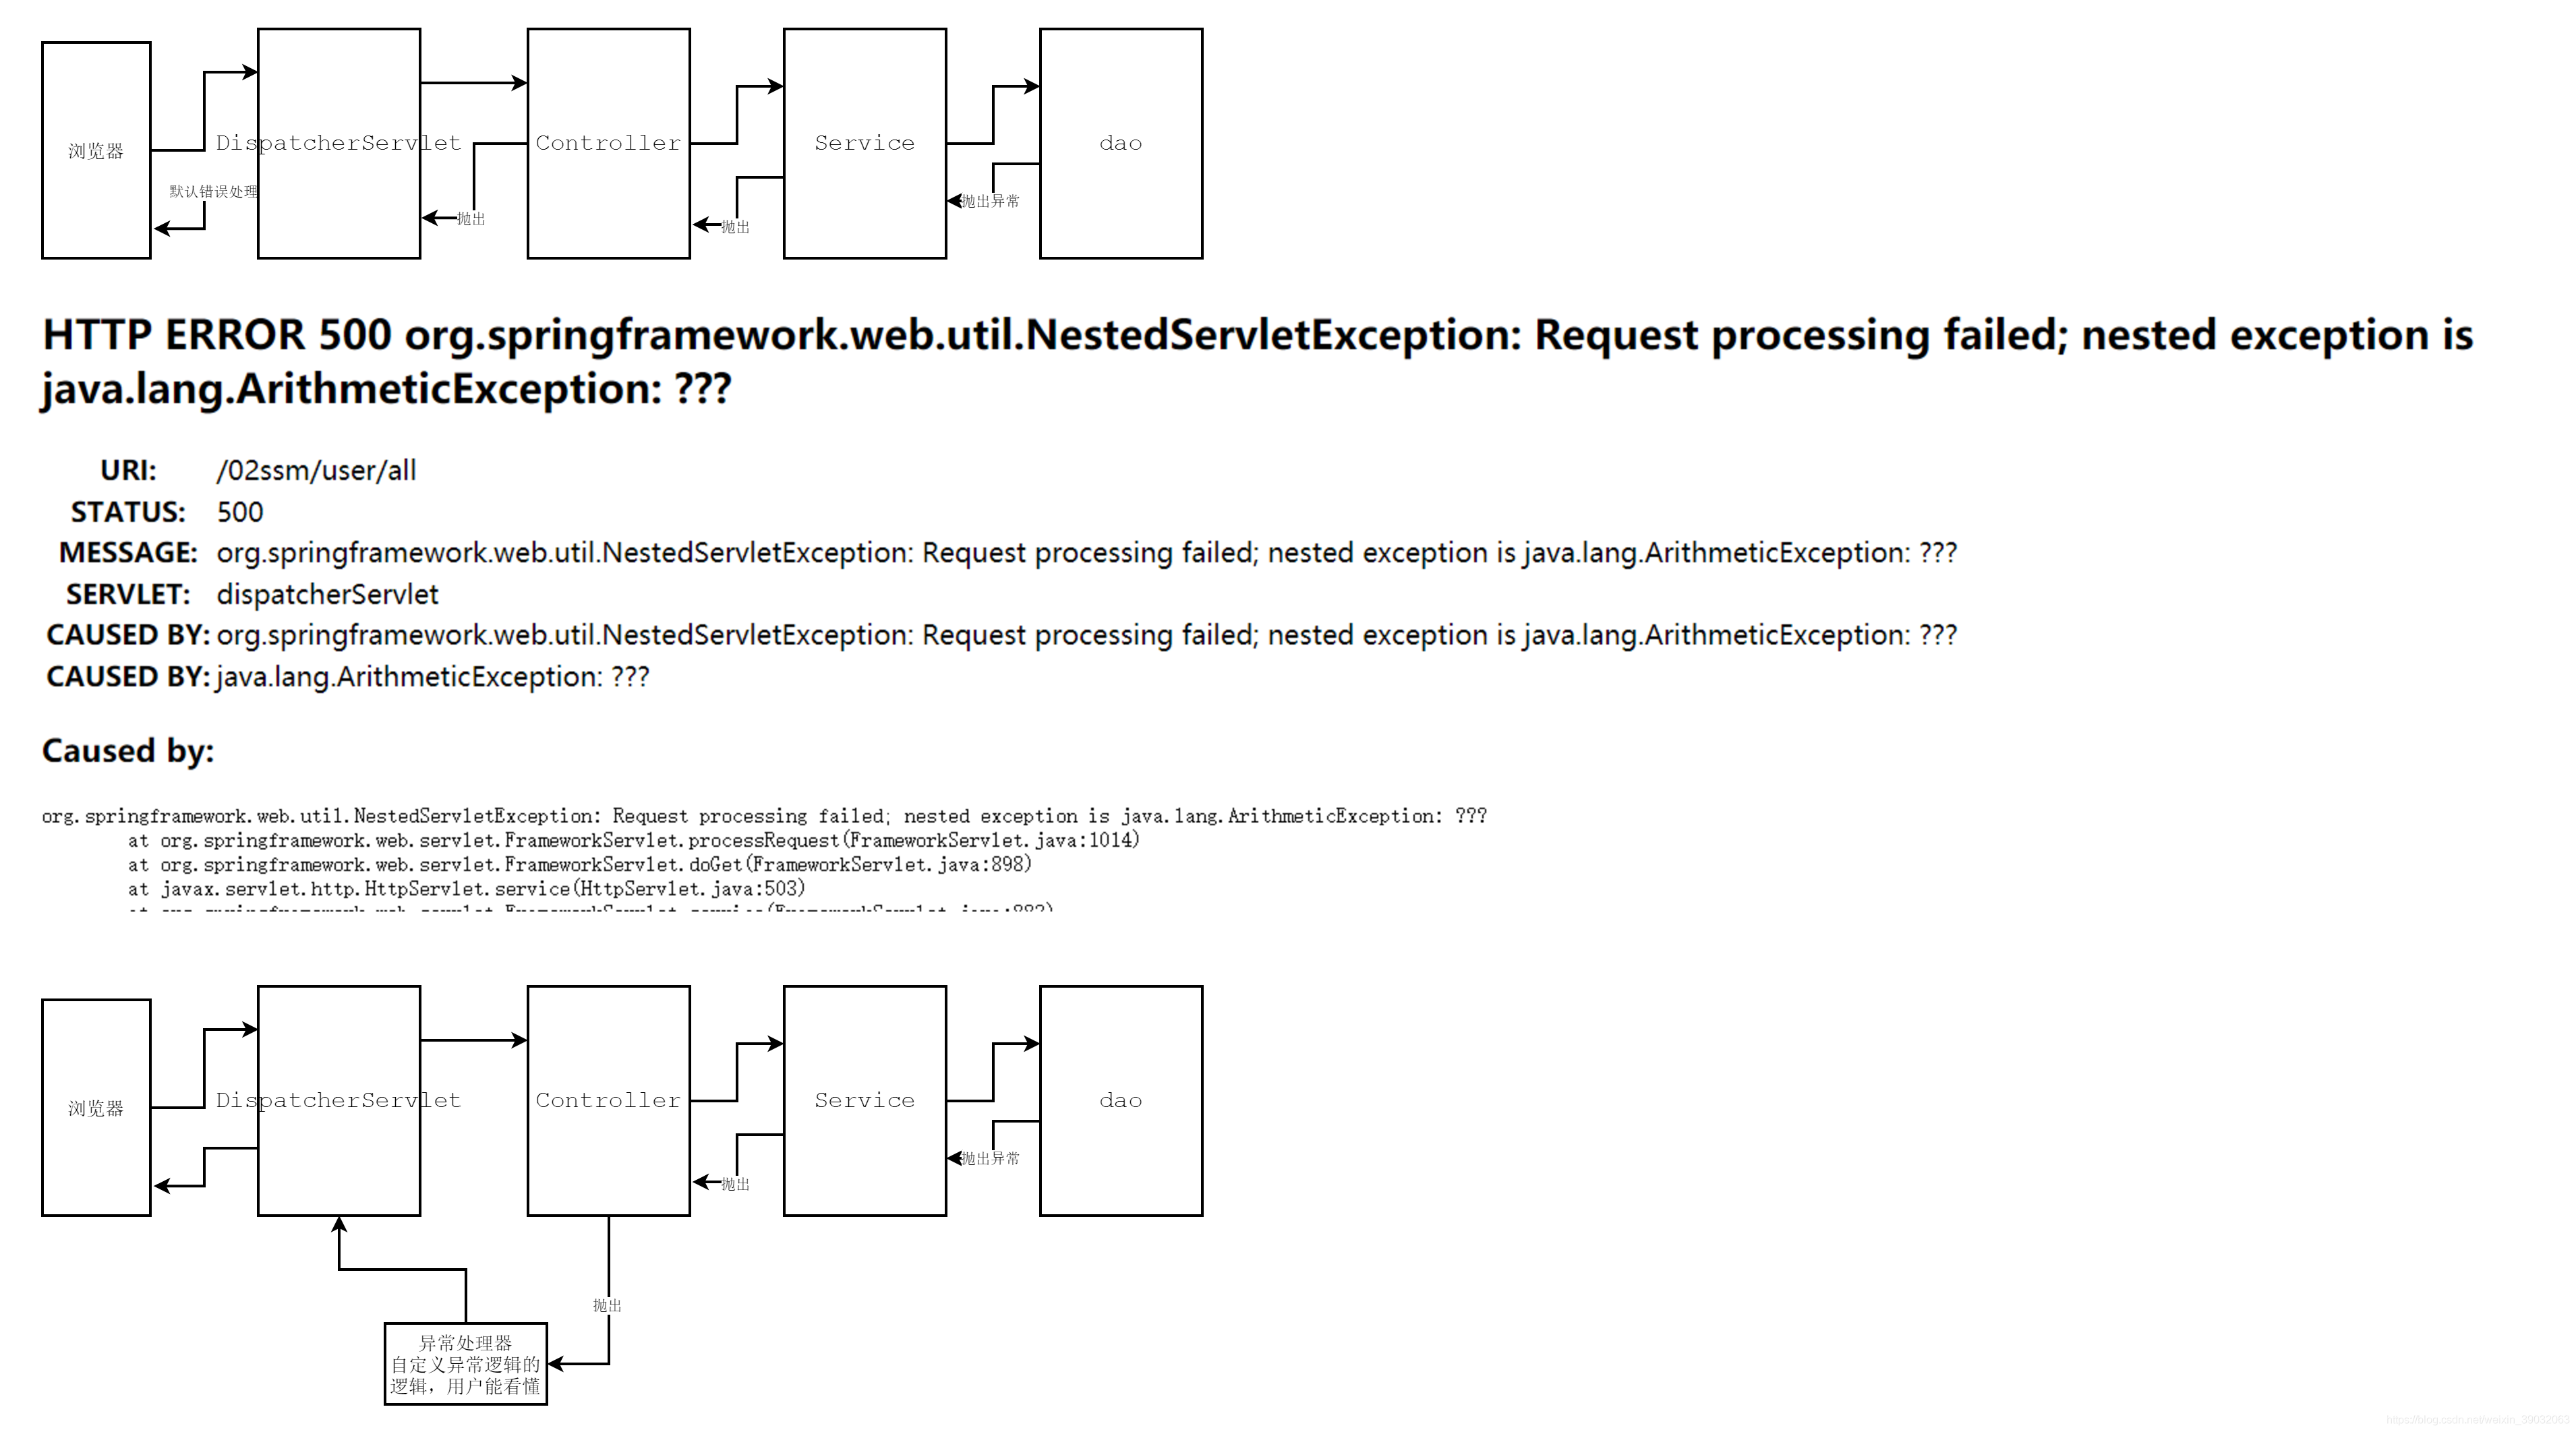 浏览器
DispatcherServlet
Controller
Service
dao
默认错误处理
抛出
抛出
抛出异常
HTTP ERROR 500 org.springframework.web.util.NestedServletException: Request processing failed; nested exception is
java.lang.ArithmeticException: ???
URI: /02ssm/user/all
STATUS: 500
MESSAGE: org.springframework.web.util.NestedServletException: Request processing failed; nested exception is java.lang.ArithmeticException: ???
SERVLET: dispatcherServlet
CAUSED BY: org.springframework.web.util.NestedServletException: Request processing failed; nested exception is java.lang.ArithmeticException: ???
CAUSED BY: java.lang.ArithmeticException: ???
Caused by:
org.springframework.web.util.NestedServletException: Request processing failed; nested exception is java.lang.ArithmeticException: ???
at org.springframework.web.servlet.FrameworkServlet.processRequest(FrameworkServlet.java:1014)
at org.springframework.web.servlet.FrameworkServlet.doGet(FrameworkServlet.java:898)
at javax.servlet.http.HttpServlet.service(HttpServlet.java:503)
浏览器
DispatcherServlet
Controller
Service
dao
抛出
抛出异常
抛出
异常处理器
自定义异常逻辑的
逻辑，用户能看懂
https://blog.csdn.net/weixin_39032063